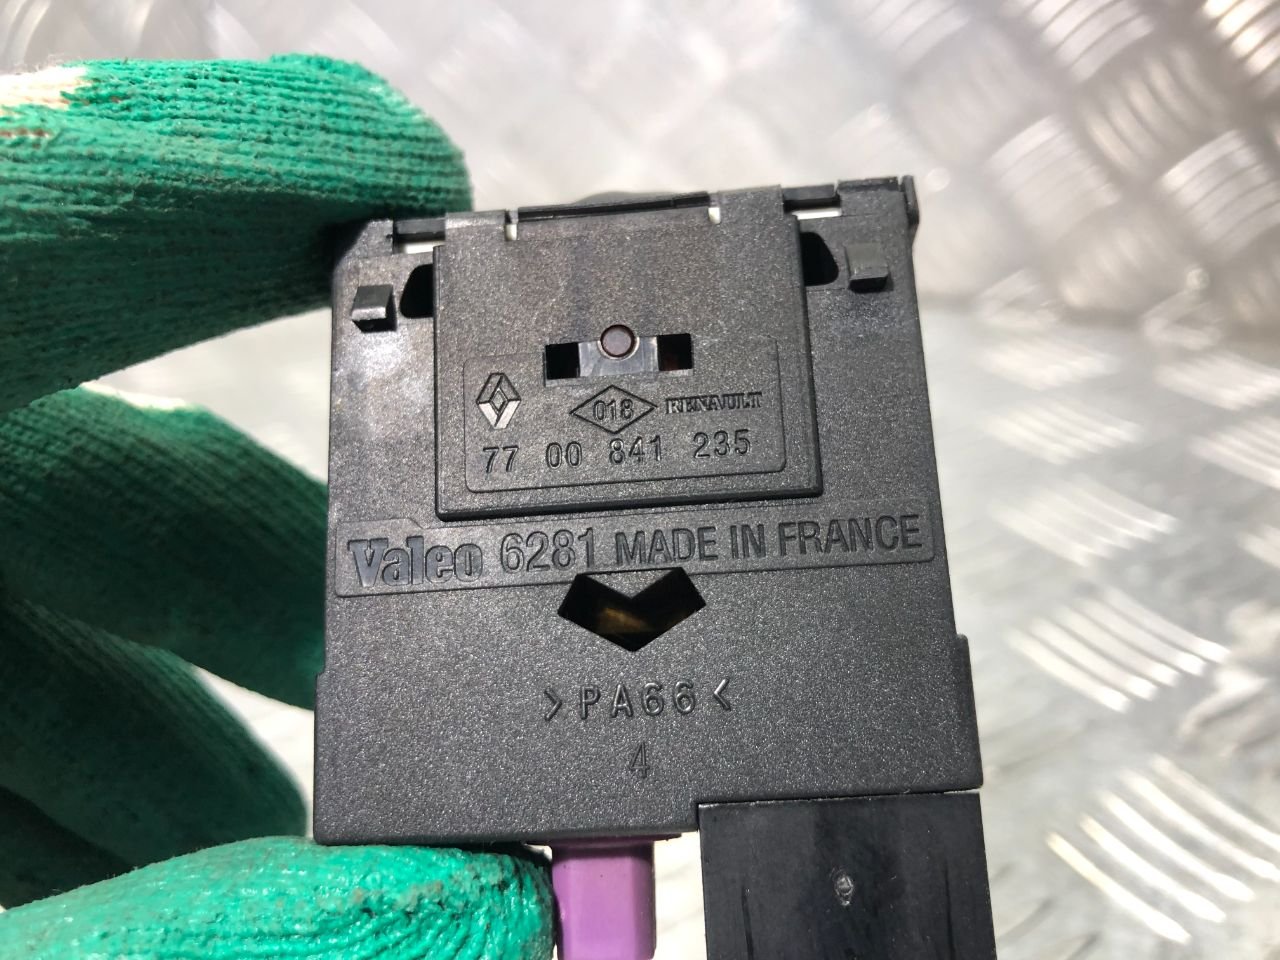 018 RENAULT
77 00 841 235
Valeo 6281 MADE IN FRANCE
>PA66<
4